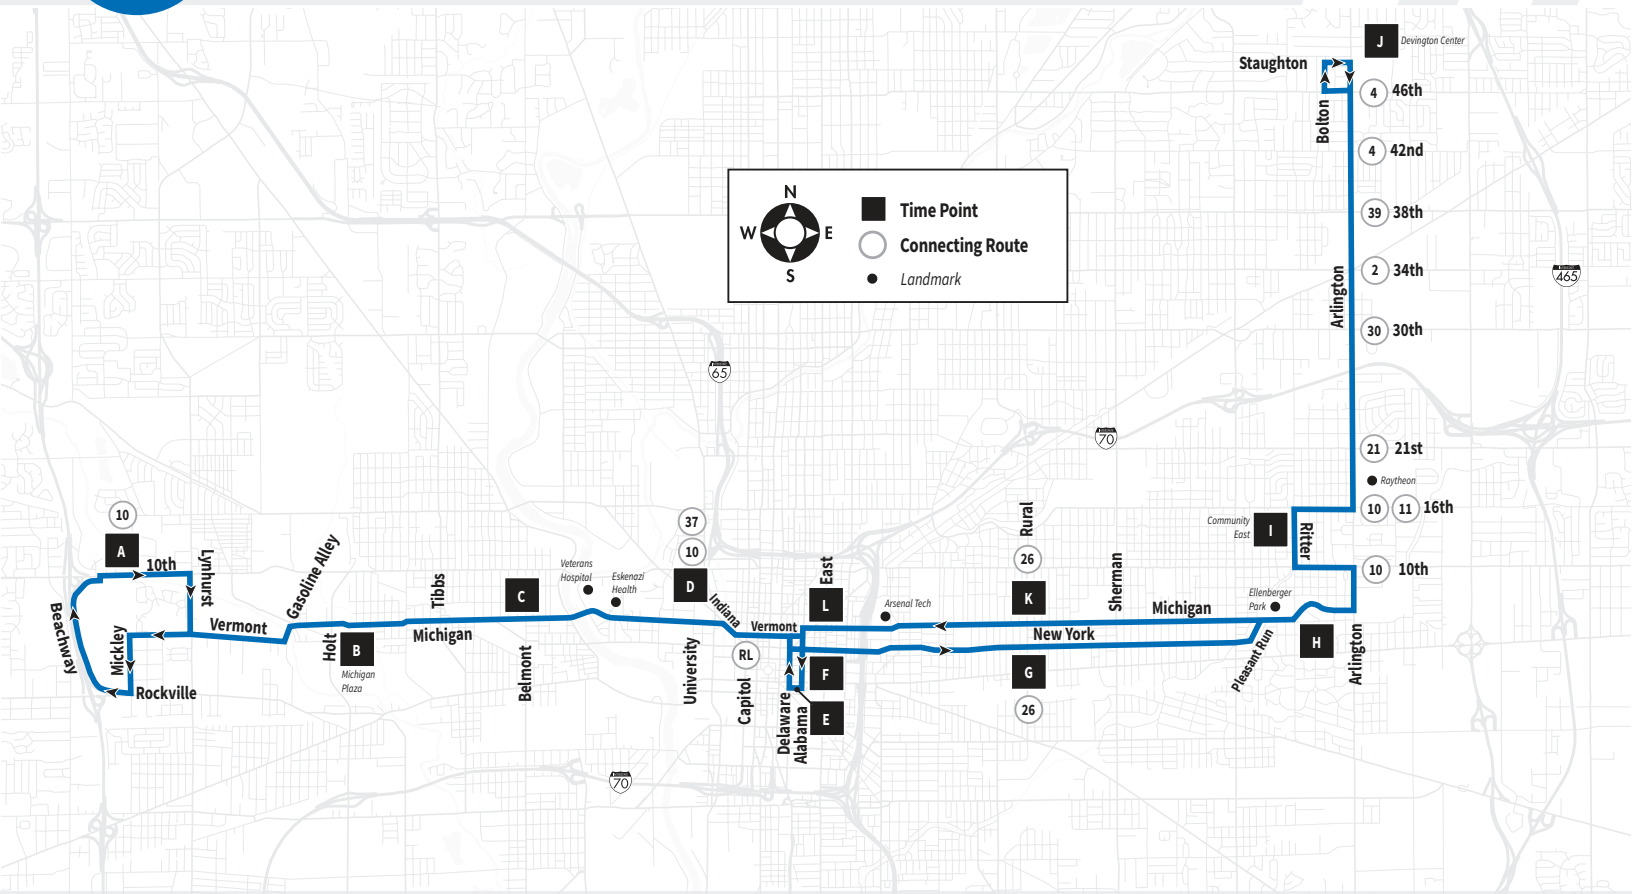 J
Devington Center
Staughton
4 46th
Bolton
4 42nd
39 38th
2 34th
Arlington
30 30th
N
W E
S
Time Point
Connecting Route
Landmark
465
65
70
21 21st
Raytheon
10 11 16th
Community
East
I
Ritter
10 10th
10
A
10th
Lynhurst
Beachway
Mickley
Rockville
Vermont
Gasoline Alley
Holt
B
Michigan
Plaza
Tibbs
Michigan
C
Belmont
Veterans
Hospital
Eskenazi
Health
37
10
D
Indiana
University
Vermont
RL
Capitol
Delaware
Alabama
East
L
F
E
Arsenal Tech
Rural
26
K
New York
G
26
Sherman
Michigan
Ellenberger
Park
Pleasant Run
H
Arlington
70